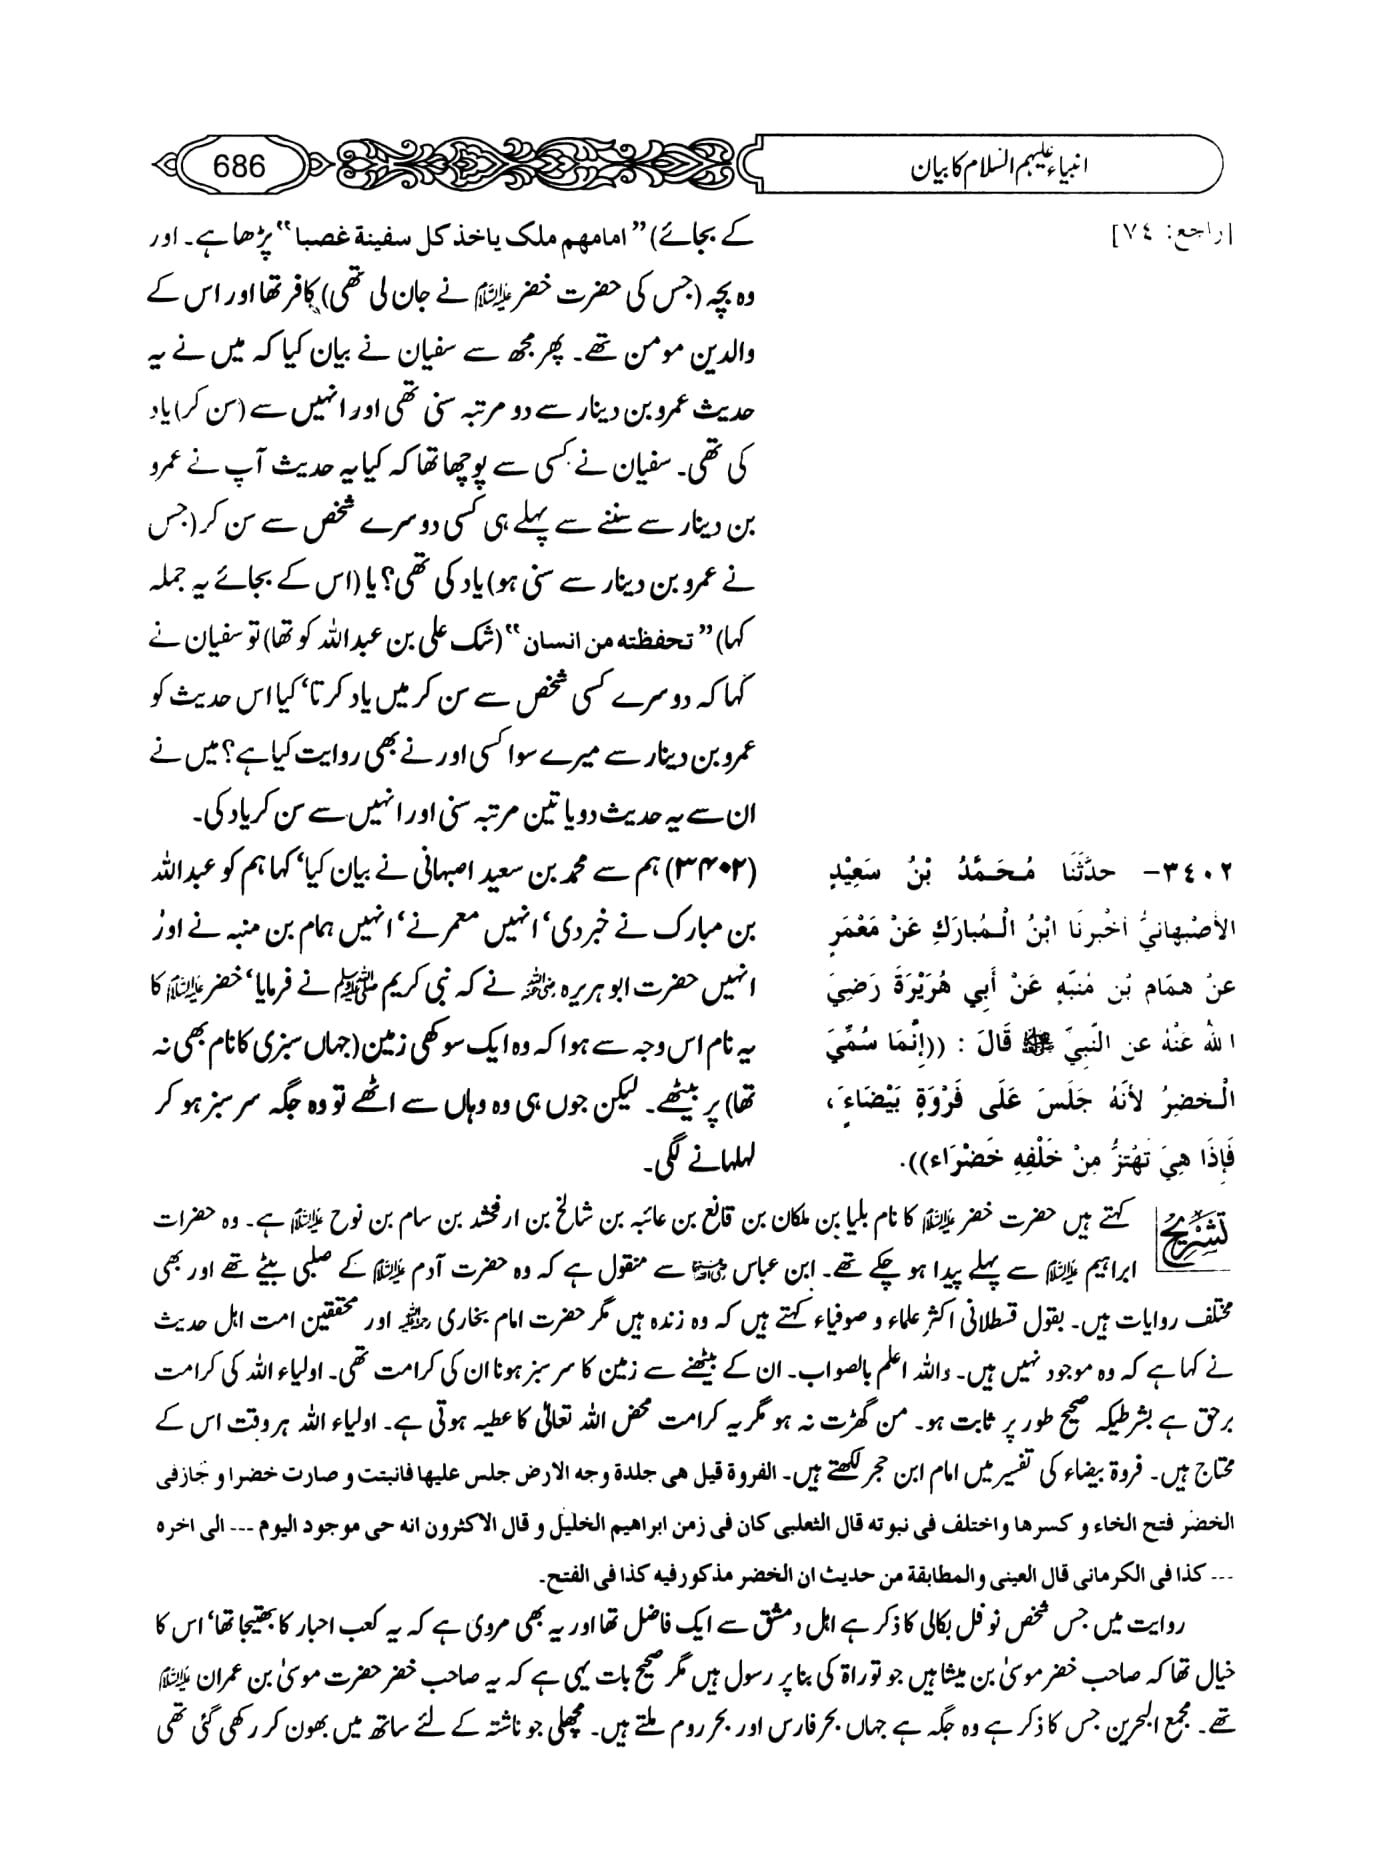 انبیاء علیہم السلام کا بیان
686
[راجع: ٧٤]
کے بجائے) ”امامهم ملک یاخذ کل سفینة غصبا“ پڑھا ہے۔ اور
وہ بچہ (جس کی حضرت خضر علیہ السلام نے جان لی تھی) کافر تھا اور اس کے
والدین مومن تھے۔ پھر مجھ سے سفیان نے بیان کیا کہ میں نے یہ
حدیث عمرو بن دینار سے دو مرتبہ سنی تھی اور انہیں سے (سن کر) یاد
کی تھی۔ سفیان نے کسی سے پوچھا تھا کہ کیا یہ حدیث آپ نے عمرو
بن دینار سے سننے سے پہلے ہی کسی دوسرے شخص سے سن کر (جس
نے عمرو بن دینار سے سنی ہو) یاد کی تھی؟ یا (اس کے بجائے یہ جملہ
کہا) ”تحفظته من انسان“ (شک علی بن عبداللہ کو تھا) تو سفیان نے
کہا کہ دوسرے کسی شخص سے سن کر میں یاد کرتا‘ کیا اس حدیث کو
عمرو بن دینار سے میرے سوا کسی اور نے بھی روایت کیا ہے؟ میں نے
ان سے یہ حدیث دو یا تین مرتبہ سنی اور انہیں سے سن کر یاد کی۔
٣٤٠٢- حدَّثَنَا مُحَمَّدُ بْنُ سَعِيْدٍ
الأَصْبَهانِيُّ أَخْبرنَا ابْنُ الْمُبَارَكِ عَنْ مَعْمَرٍ
عنْ همَّام بْنِ مُنبِّهٍ عَنْ أَبِي هُرَيْرَةَ رَضِيَ
اللهُ عَنْهُ عَنِ النَّبِيِّ ﷺ قَالَ : ((إِنَّمَا سُمِّيَ
الْخَضِرُ لأَنَّهُ جَلَسَ عَلَى فَرْوَةٍ بَيْضَاءَ،
فَإِذَا هِيَ تَهْتَزُّ مِنْ خَلْفِهِ خَضْرَاءَ)).
(۳۴۰۲) ہم سے محمد بن سعید اصبہانی نے بیان کیا‘ کہا ہم کو عبداللہ
بن مبارک نے خبر دی‘ انہیں معمر نے‘ انہیں ہمام بن منبہ نے اور
انہیں حضرت ابو ہریرہ رضی اللہ عنہ نے کہ نبی کریم ﷺ نے فرمایا‘ خضر علیہ السلام کا
یہ نام اس وجہ سے ہوا کہ وہ ایک سوکھی زمین (جہاں سبزی کا نام بھی نہ
تھا) پر بیٹھے۔ لیکن جوں ہی وہ وہاں سے اٹھے تو وہ جگہ سرسبز ہو کر
لہلہانے لگی۔
تشریح کہتے ہیں حضرت خضر علیہ السلام کا نام بلیا بن ملکان بن قانع بن عائبہ بن شالخ بن ارفخشد بن سام بن نوح علیہ السلام ہے۔ وہ حضرات
ابراہیم علیہ السلام سے پہلے پیدا ہو چکے تھے۔ ابن عباس رضی اللہ عنہما سے منقول ہے کہ وہ حضرت آدم علیہ السلام کے صلبی بیٹے تھے اور بھی
مختلف روایات ہیں۔ بقول قسطلانی اکثر علماء و صوفیاء کہتے ہیں کہ وہ زندہ ہیں مگر حضرت امام بخاری رحمہ اللہ اور محققین امت اہل حدیث
نے کہا ہے کہ وہ موجود نہیں ہیں۔ واللہ اعلم بالصواب۔ ان کے بیٹھنے سے زمین کا سرسبز ہونا ان کی کرامت تھی۔ اولیاء اللہ کی کرامت
برحق ہے بشرطیکہ صحیح طور پر ثابت ہو۔ من گھڑت نہ ہو مگر یہ کرامت محض اللہ تعالیٰ کا عطیہ ہوتی ہے۔ اولیاء اللہ ہر وقت اس کے
محتاج ہیں۔ فروة بیضاء کی تفسیر میں امام ابن حجر لکھتے ہیں۔ الفروة قیل هی جلدة وجه الارض جلس علیها فانبتت و صارت خضرا و جاز فی
الخضر فتح الخاء و کسرها واختلف فی نبوته قال الثعلبی کان فی زمن ابراهیم الخلیل و قال الاکثرون انه حی موجود الیوم --- الی اخره
--- کذا فی الکرمانی قال العینی والمطابقة من حدیث ان الخضر مذکور فیه کذا فی الفتح۔
روایت میں جس شخص نوفل بکالی کا ذکر ہے اہل دمشق سے ایک فاضل تھا اور یہ بھی مروی ہے کہ یہ کعب احبار کا بھتیجا تھا‘ اس کا
خیال تھا کہ صاحب خضر موسیٰ بن میشا ہیں جو توراة کی بنا پر رسول ہیں مگر صحیح بات یہی ہے کہ یہ صاحب خضر حضرت موسیٰ بن عمران علیہ السلام
تھے۔ مجمع البحرین جس کا ذکر ہے وہ جگہ ہے جہاں بحر فارس اور بحر روم ملتے ہیں۔ مچھلی جو ناشتہ کے لئے ساتھ میں بھون کر رکھی گئی تھی